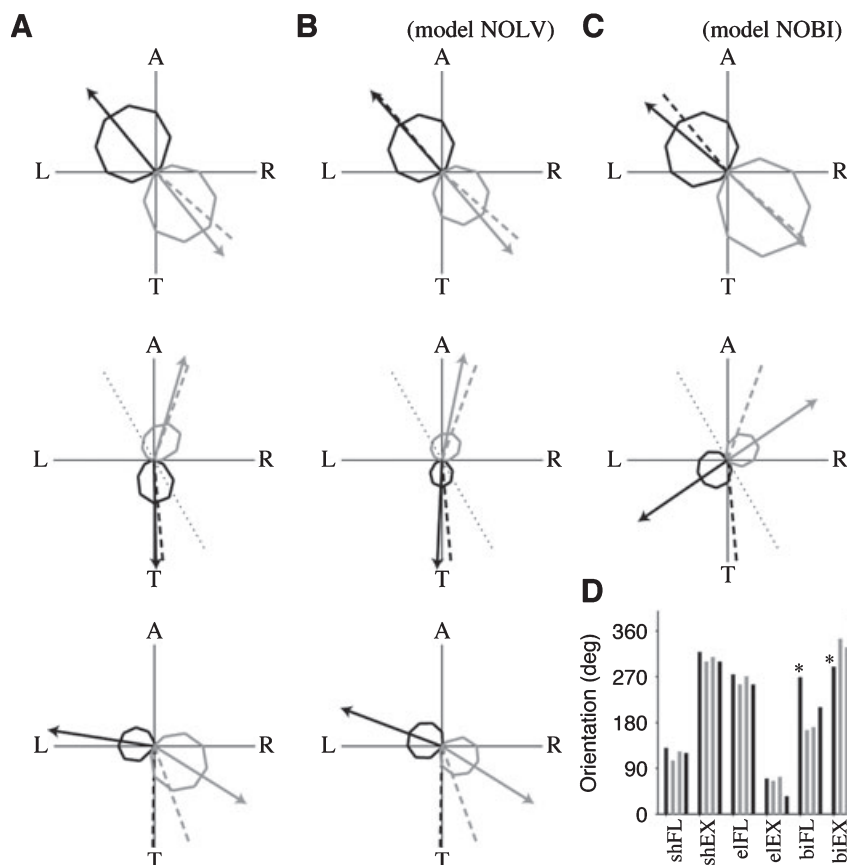 A
B
(model NOLV)
C
(model NOBI)
A
A
A
L
R
L
R
L
R
T
T
T
A
A
A
L
R
L
R
L
R
T
T
T
A
A
L
R
L
R
T
T
D
Orientation (deg)
360
270
180
90
0
*
*
shFL
shEX
elFL
elEX
biFL
biEX